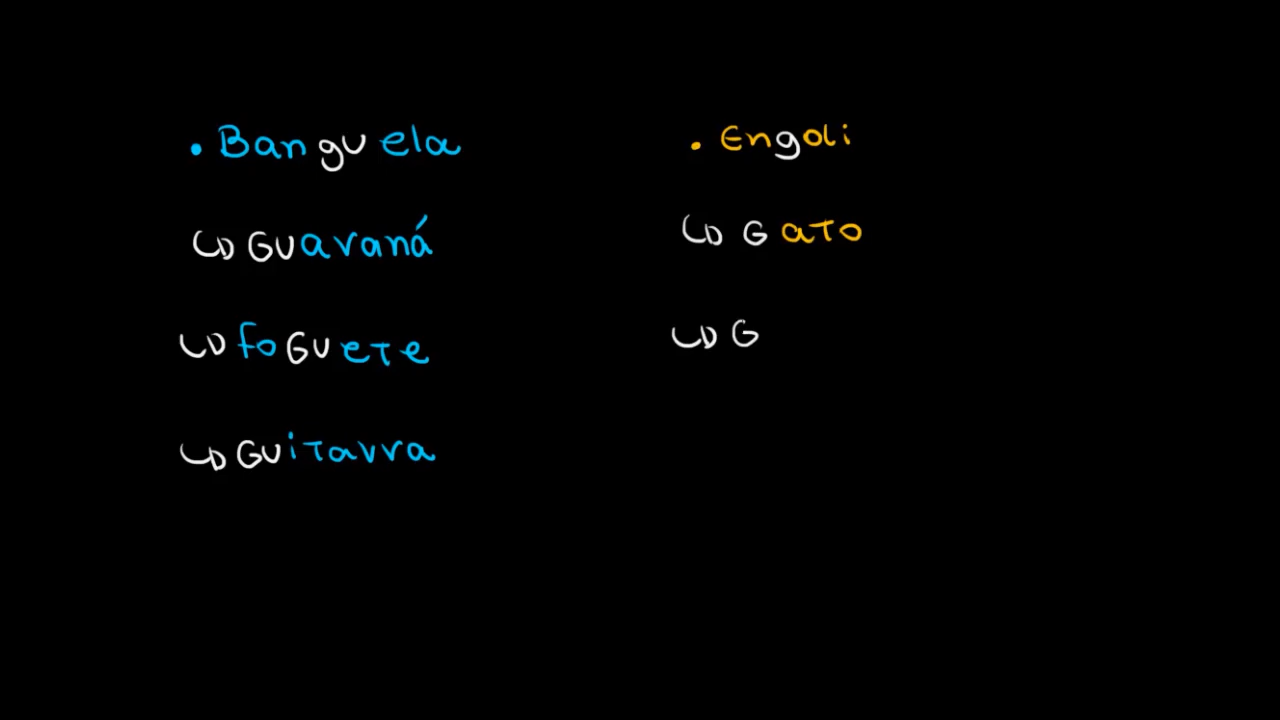 • Banguela
Guaraná
foguete
Guitarra
• Engoli
Gato
G